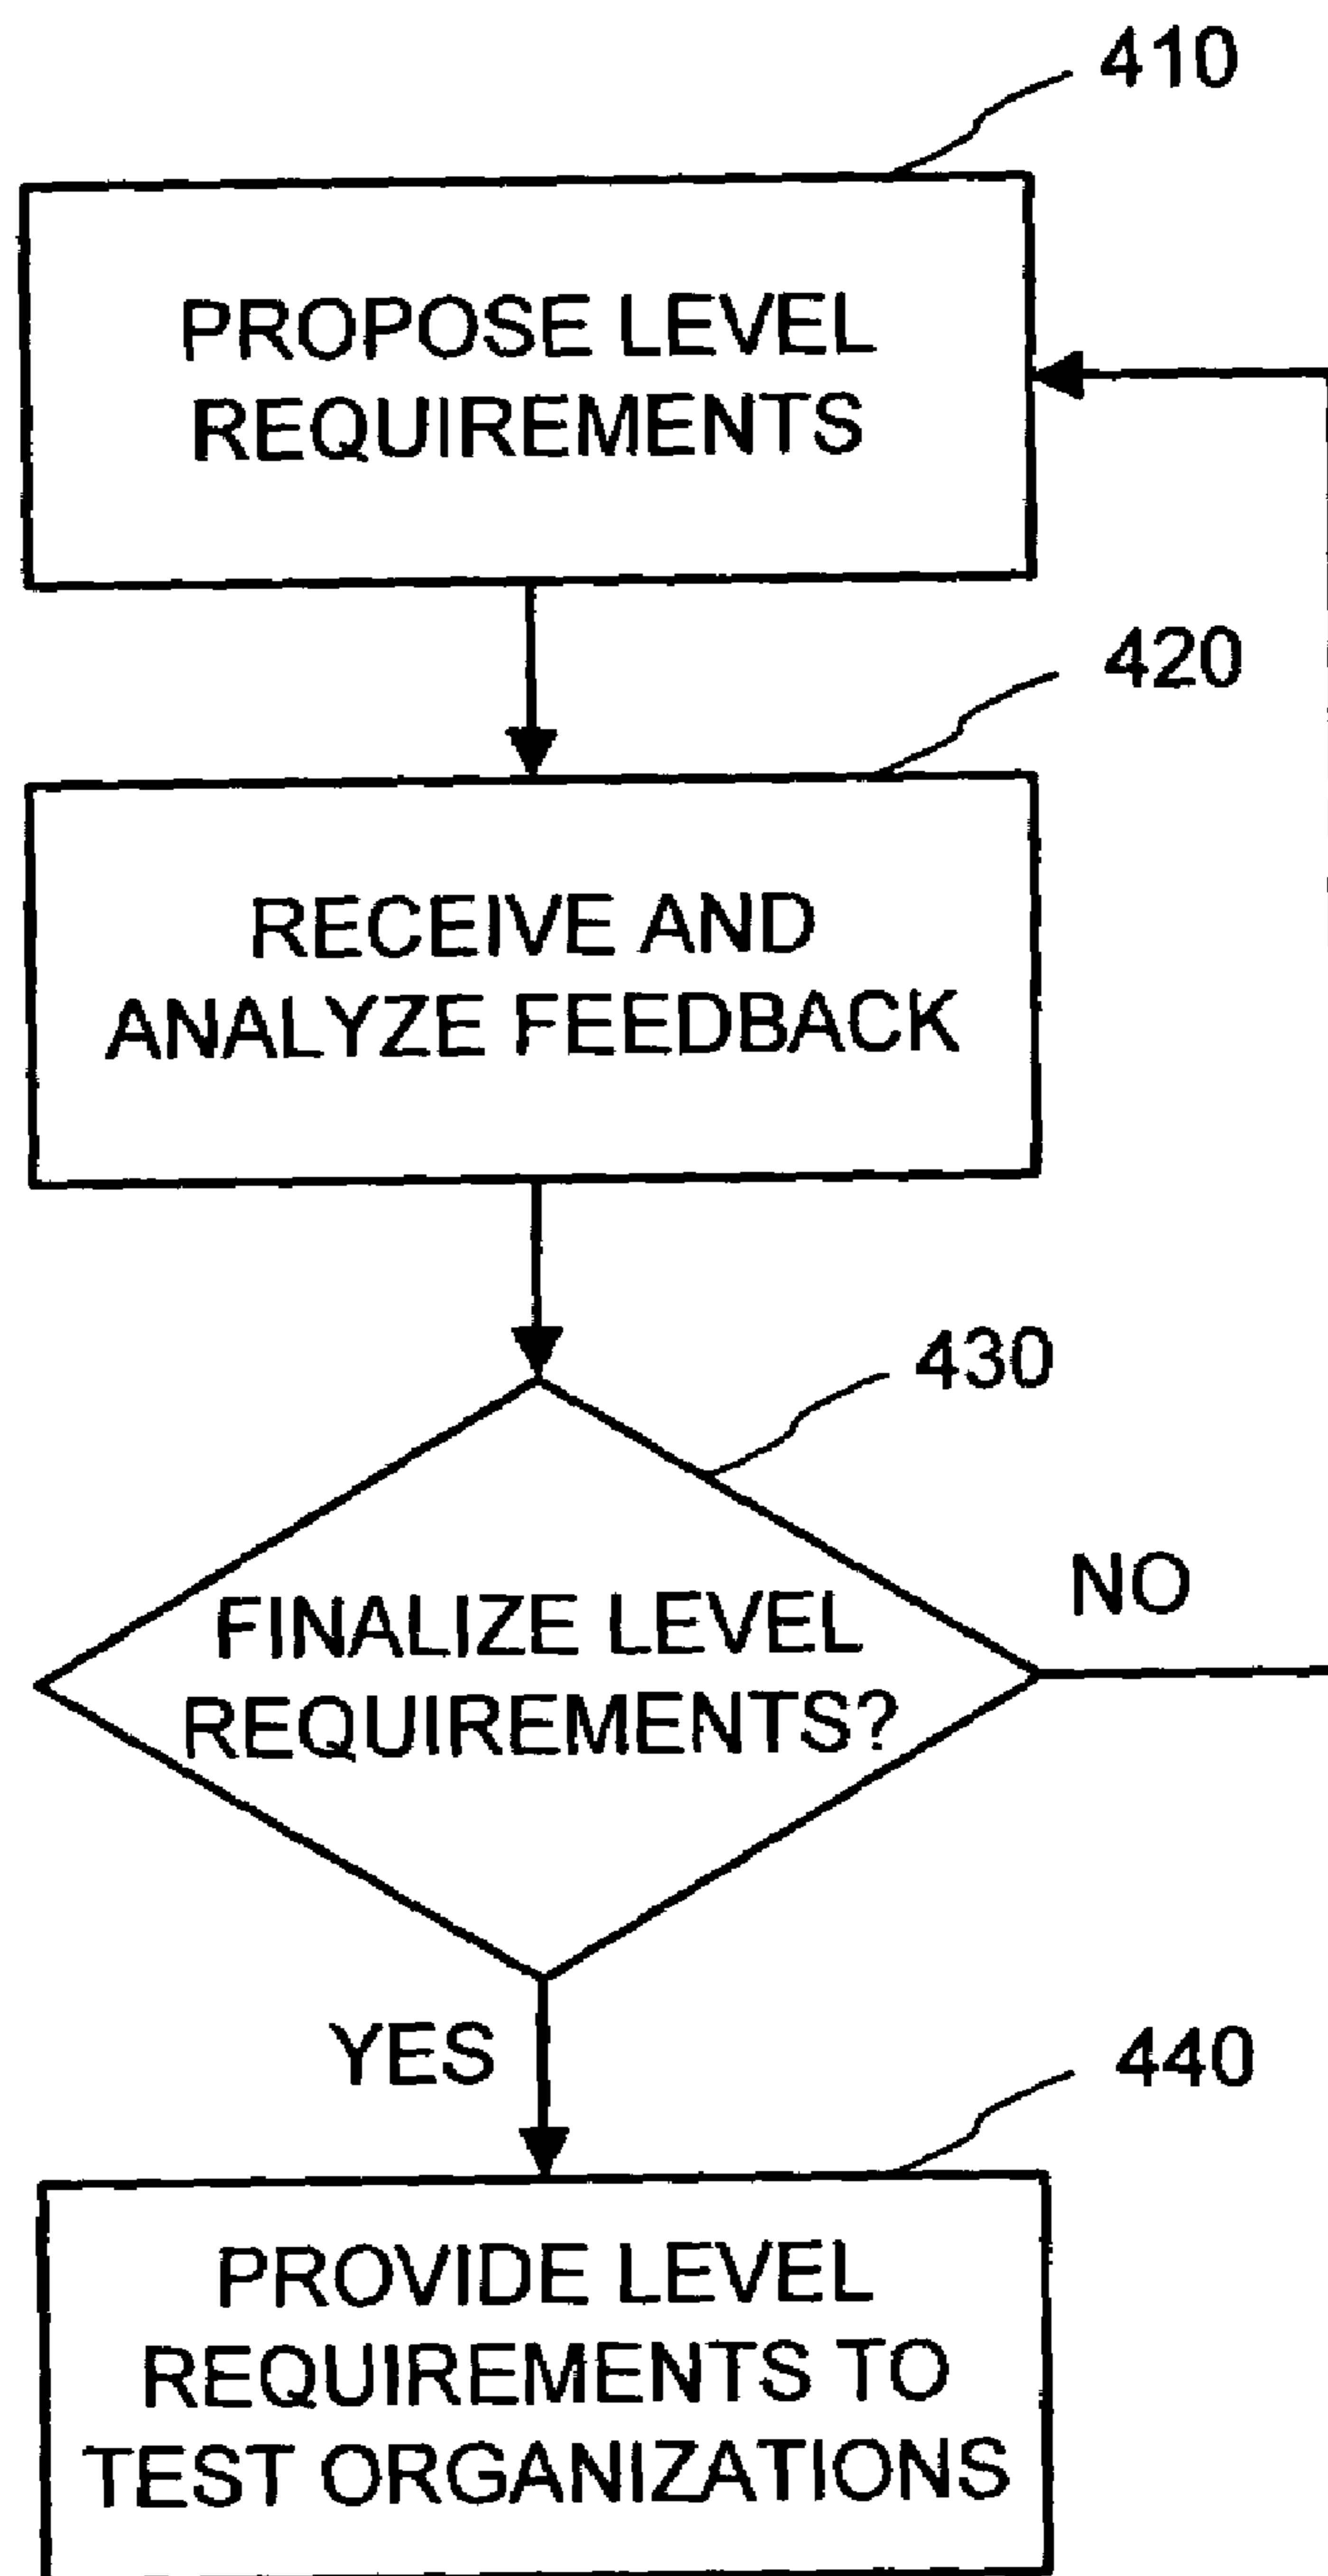 410
PROPOSE LEVEL
REQUIREMENTS
420
RECEIVE AND
ANALYZE FEEDBACK
430
FINALIZE LEVEL
REQUIREMENTS?
NO
YES
440
PROVIDE LEVEL
REQUIREMENTS TO
TEST ORGANIZATIONS